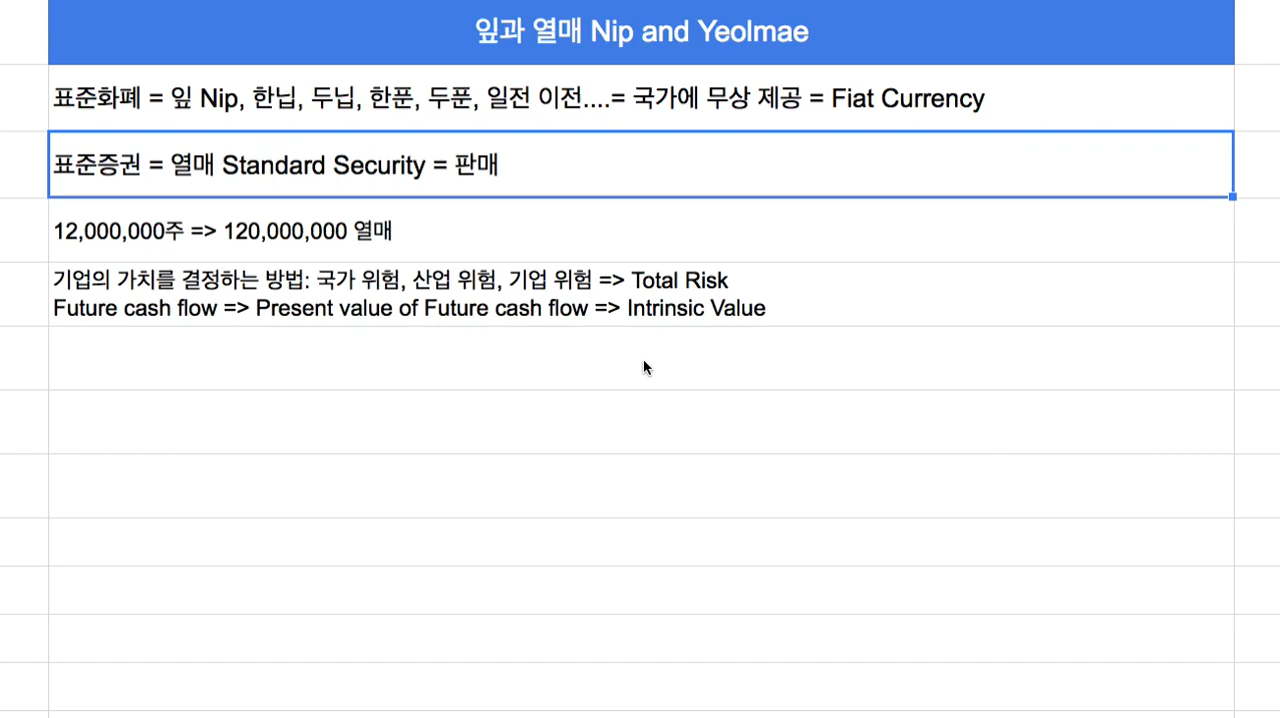 잎과 열매 Nip and Yeolmae
표준화폐 = 잎 Nip, 한닙, 두닙, 한푼, 두푼, 일전 이전....= 국가에 무상 제공 = Fiat Currency
표준증권 = 열매 Standard Security = 판매
12,000,000주 => 120,000,000 열매
기업의 가치를 결정하는 방법: 국가 위험, 산업 위험, 기업 위험 => Total Risk
Future cash flow => Present value of Future cash flow => Intrinsic Value